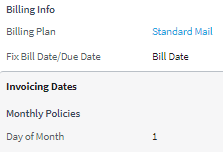 Billing Info
Billing Plan Standard Mail
Fix Bill Date/Due Date Bill Date
Invoicing Dates
Monthly Policies
Day of Month 1